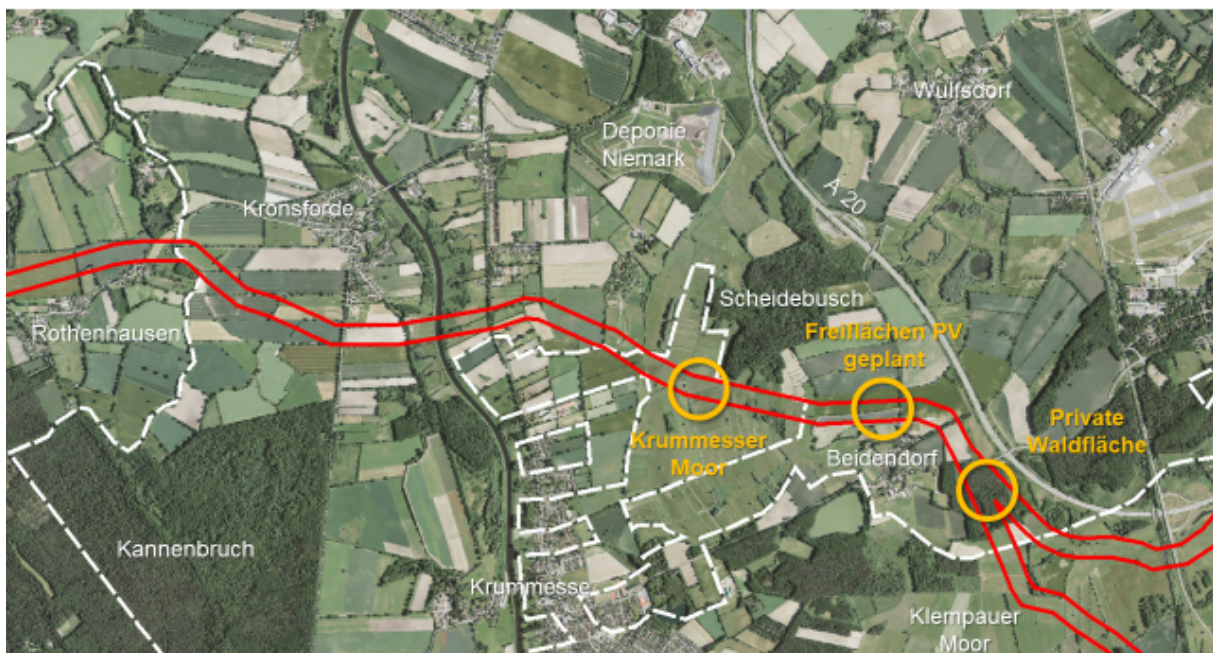 Wulfsdorf
Deponie
Niemark
A 20
Kronsforde
Scheidebusch
Freiflächen PV
geplant
Rothenhausen
Krummesser
Moor
Private
Waldfläche
Beidendorf
Kannenbruch
Krummesse
Klempauer
Moor